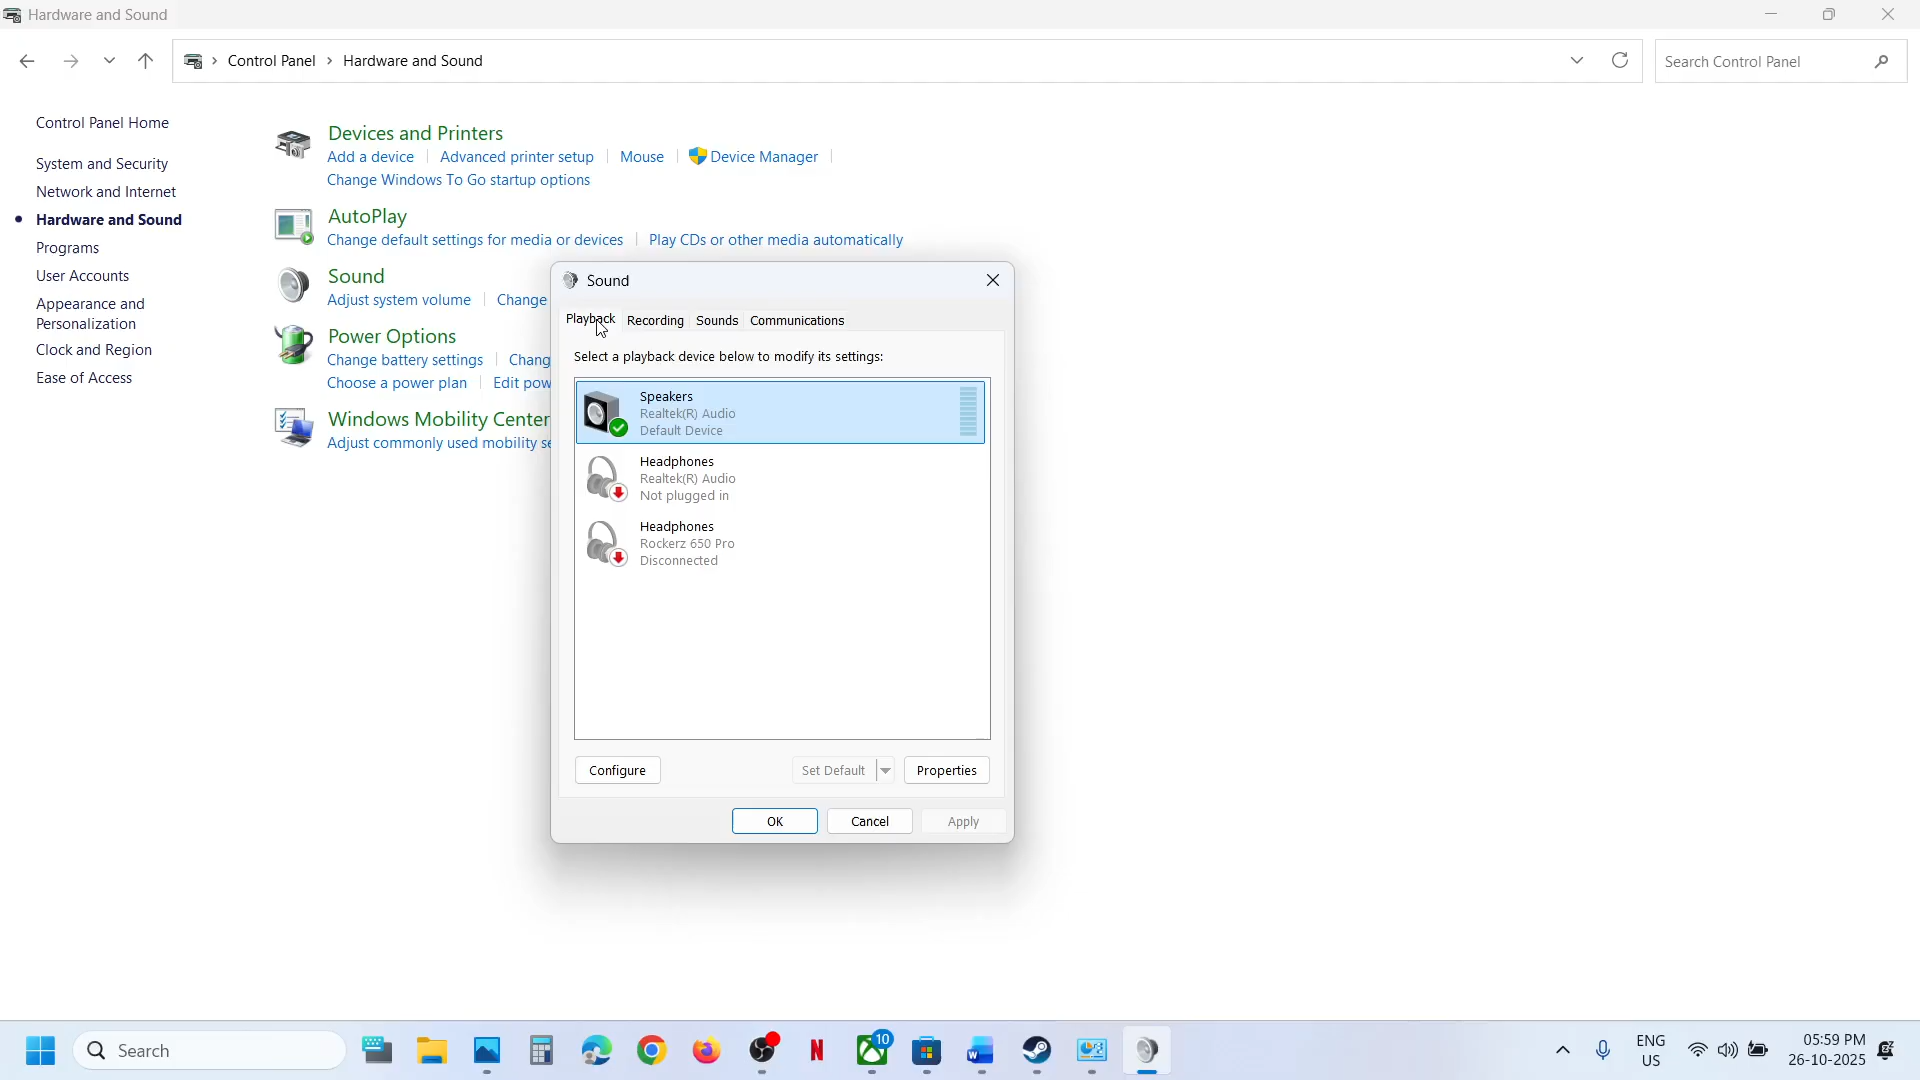 Hardware and Sound
Control Panel
Hardware and Sound
Search Control Panel
Control Panel Home
System and Security
Network and Internet
Hardware and Sound
Programs
User Accounts
Appearance and
Personalization
Clock and Region
Ease of Access
Devices and Printers
Add a device
Advanced printer setup
Mouse
Device Manager
Change Windows To Go startup options
AutoPlay
Change default settings for media or devices
Play CDs or other media automatically
Sound
Adjust system volume
Change
Power Options
Change battery settings
Chang
Choose a power plan
Edit pow
Windows Mobility Center
Adjust commonly used mobility se
Sound
Playback
Recording
Sounds
Communications
Select a playback device below to modify its settings:
Speakers
Realtek(R) Audio
Default Device
Headphones
Realtek(R) Audio
Not plugged in
Headphones
Rockerz 650 Pro
Disconnected
Configure
Set Default
Properties
OK
Cancel
Apply
Search
10
ENG
US
05:59 PM
26-10-2025